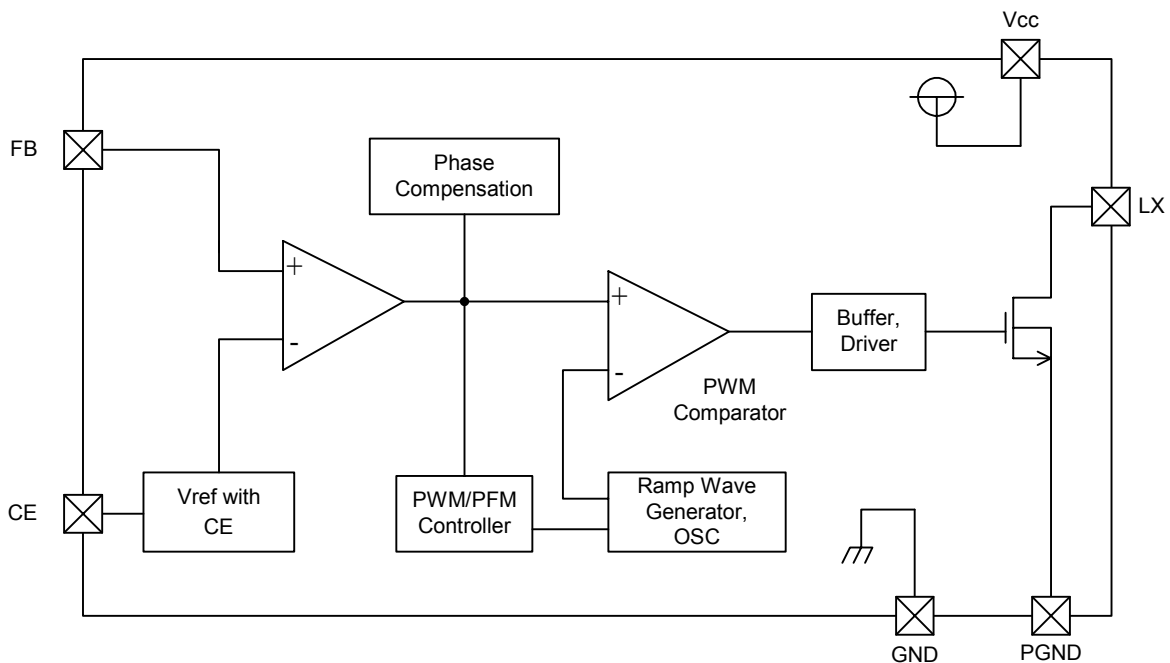 Vcc
FB
Phase
Compensation
LX
+
-
+
-
Buffer,
Driver
PWM
Comparator
CE
Vref with
CE
PWM/PFM
Controller
Ramp Wave
Generator,
OSC
GND
PGND